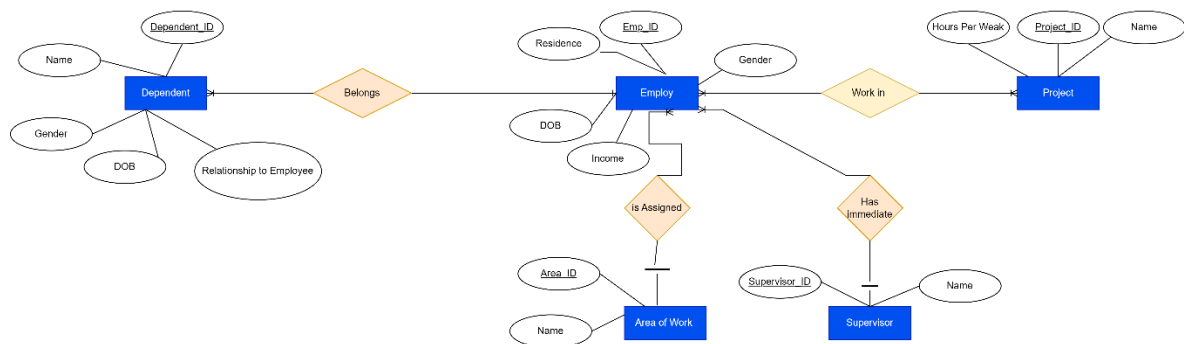 Dependent_ID
Name
Dependent
Gender
DOB
Relationship to Employee
Belongs
Emp_ID
Residence
Gender
Employ
DOB
Income
Work in
Hours Per Weak
Project_ID
Name
Project
is Assigned
Has
Immediate
Area_ID
Name
Area of Work
Supervisor_ID
Name
Supervisor